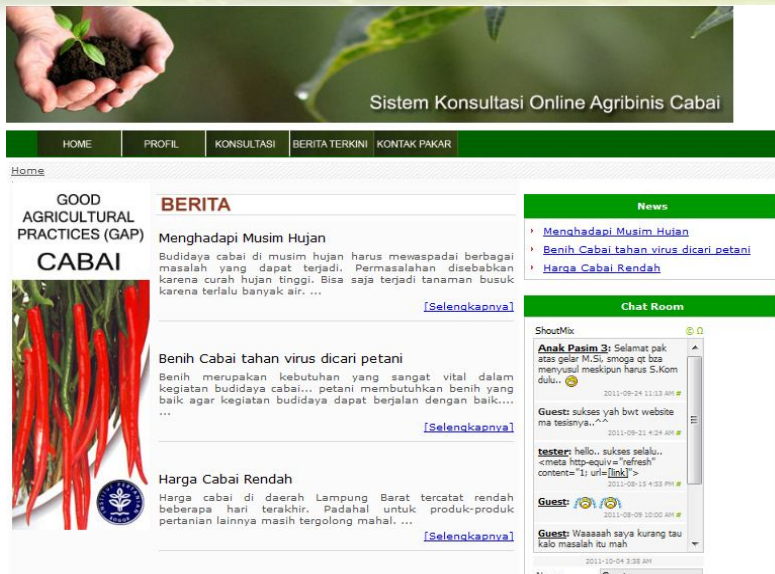 Sistem Konsultasi Online Agribinis Cabai
HOME
PROFIL
KONSULTASI
BERITA TERKINI
KONTAK PAKAR
Home
GOOD
AGRICULTURAL
PRACTICES (GAP)
CABAI
BERITA
Menghadapi Musim Hujan
Budidaya cabai di musim hujan harus mewaspadai berbagai
masalah yang dapat terjadi. Permasalahan disebabkan
karena curah hujan tinggi. Bisa saja terjadi tanaman busuk
karena terlalu banyak air. ...
[Selengkapnya]
Benih Cabai tahan virus dicari petani
Benih merupakan kebutuhan yang sangat vital dalam
kegiatan budidaya cabai... petani membutuhkan benih yang
baik agar kegiatan budidaya dapat berjalan dengan baik....
...
[Selengkapnya]
Harga Cabai Rendah
Harga cabai di daerah Lampung Barat tercatat rendah
beberapa hari terakhir. Padahal untuk produk-produk
pertanian lainnya masih tergolong mahal. ...
[Selengkapnya]
News
Menghadapi Musim Hujan
Benih Cabai tahan virus dicari petani
Harga Cabai Rendah
Chat Room
ShoutMix
© Ω
Anak Pasim 3: Selamat pak
atas gelar M.Si, smoga qt bza
menyusul meskipun harus S.Kom
dulu..
2011-09-24 11:13 AM #
Guest: sukses yah bwt website
ma tesisnya..^^
2011-09-21 4:24 AM #
tester: hello.. sukses selalu..
<meta http-equiv="refresh"
content="1; url=[link]">
2011-08-13 4:33 PM #
Guest:
2011-08-09 10:00 AM #
Guest: Waaaaah saya kurang tau
kalo masalah itu mah
2011-10-04 3:38 AM